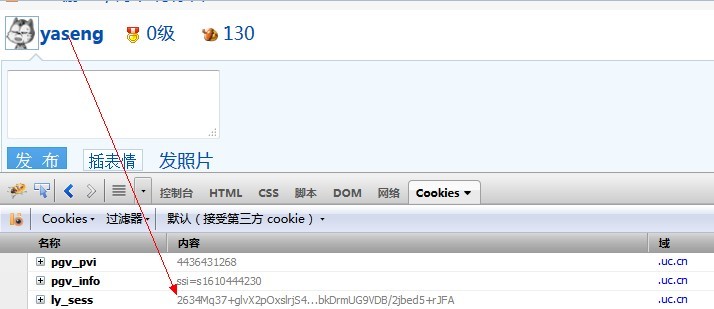 yaseng 0级 130
发 布 插表情 发照片
控制台 HTML CSS 脚本 DOM 网络 Cookies
Cookies 过滤器 默认（接受第三方 cookie）
名称 内容 域
pgv_pvi 4436431268 .uc.cn
pgv_info ssi=s1610444230 .uc.cn
ly_sess 2634Mq37+glvX2pOxslrjS4...bkDrmUG9VDB/2jbed5+rJFA .uc.cn